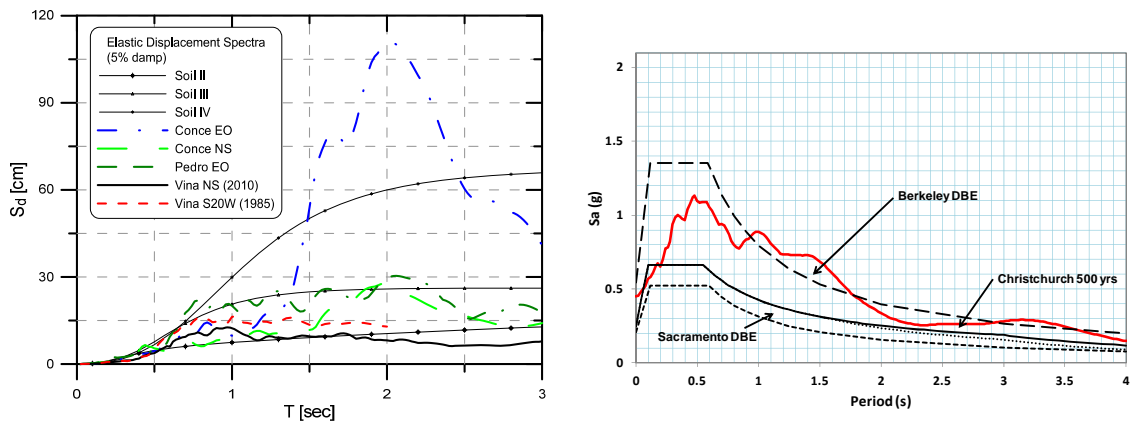 120
90
60
30
0
Sd [cm]
Elastic Displacement Spectra
(5% damp)
Soil II
Soil III
Soil IV
Conce EO
Conce NS
Pedro EO
Vina NS (2010)
Vina S20W (1985)
0
1
2
3
T [sec]
2
1.5
1
0.5
0
Sa (g)
Berkeley DBE
Christchurch 500 yrs
Sacramento DBE
0
0.5
1
1.5
2
2.5
3
3.5
4
Period (s)